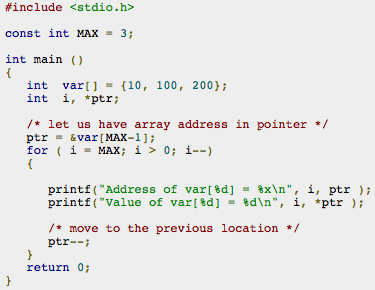 #include <stdio.h>
const int MAX = 3;
int main ()
{
int  var[] = {10, 100, 200};
int  i, *ptr;
/* let us have array address in pointer */
ptr = &var[MAX-1];
for ( i = MAX; i > 0; i--)
{
printf("Address of var[%d] = %x\n", i, ptr );
printf("Value of var[%d] = %d\n", i, *ptr );
/* move to the previous location */
ptr--;
}
return 0;
}